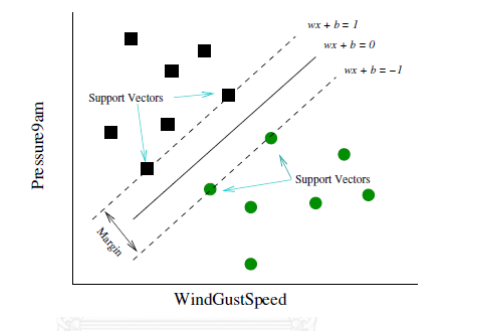 wx + b = 1
wx + b = 0
wx + b = −1
Support Vectors
Pressure9am
Support Vectors
Margin
WindGustSpeed